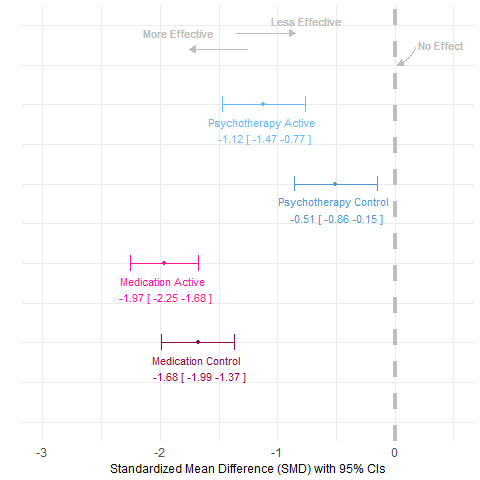 Less Effective
More Effective
No Effect
Psychotherapy Active
-1.12 [ -1.47 -0.77 ]
Psychotherapy Control
-0.51 [ -0.86 -0.15 ]
Medication Active
-1.97 [ -2.25 -1.68 ]
Medication Control
-1.68 [ -1.99 -1.37 ]
-3 -2 -1 0
Standardized Mean Difference (SMD) with 95% CIs